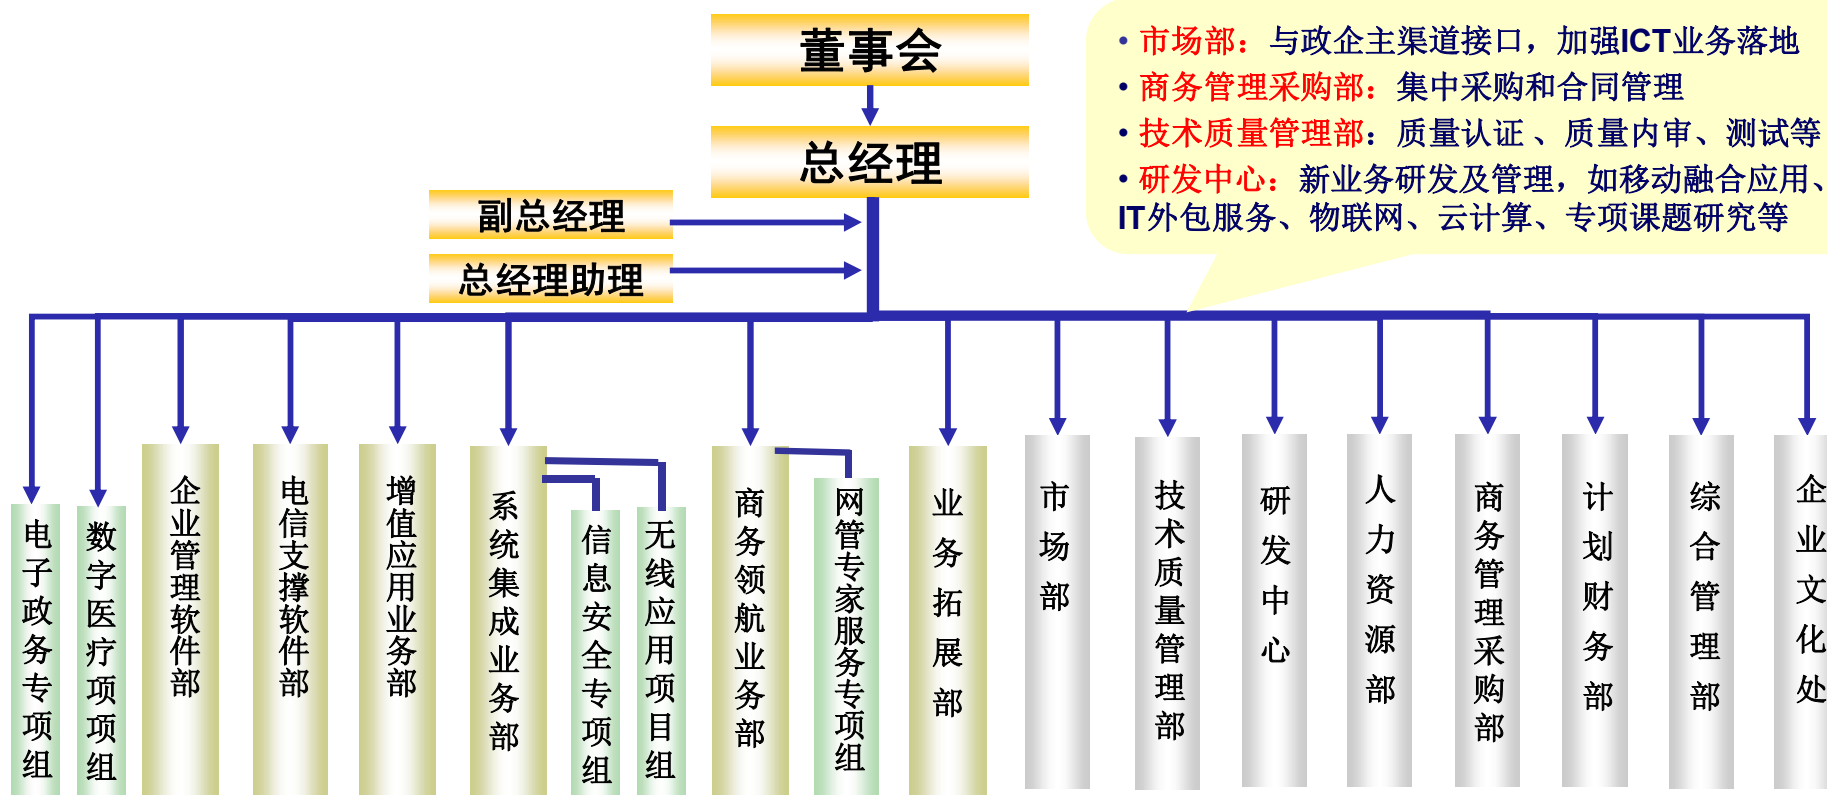 董事会
• 市场部：与政企主渠道接口，加强ICT业务落地
• 商务管理采购部：集中采购和合同管理
• 技术质量管理部：质量认证 、质量内审、测试等
• 研发中心：新业务研发及管理，如移动融合应用、
IT外包服务、物联网、云计算、专项课题研究等
总经理
副总经理
总经理助理
电子政务专项组
数字医疗项项组
企业管理软件部
电信支撑软件部
增值应用业务部
系统集成业务部
信息安全专项组
无线应用项目组
商务领航业务部
网管专家服务专项组
业务拓展部
市场部
技术质量管理部
研发中心
人力资源部
商务管理采购部
计划财务部
综合管理部
企业文化处